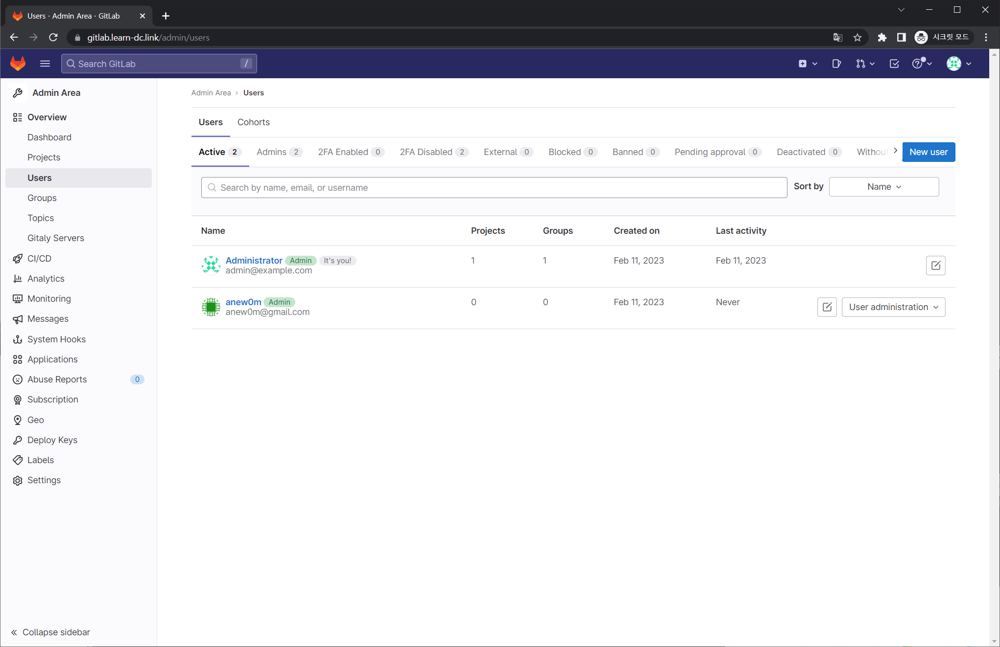 Users · Admin Area · GitLab
gitlab.learn-dc.link/admin/users
시크릿 모드
Search GitLab /
Admin Area
Overview
Dashboard
Projects
Users
Groups
Topics
Gitaly Servers
CI/CD
Analytics
Monitoring
Messages
System Hooks
Applications
Abuse Reports 0
Subscription
Geo
Deploy Keys
Labels
Settings
Collapse sidebar
Admin Area › Users
Users Cohorts
Active 2 Admins 2 2FA Enabled 0 2FA Disabled 2 External 0 Blocked 0 Banned 0 Pending approval 0 Deactivated 0 Without New user
Search by name, email, or username Sort by Name
Name Projects Groups Created on Last activity
Administrator Admin It's you! 1 1 Feb 11, 2023 Feb 11, 2023
admin@example.com
anew0m Admin 0 0 Feb 11, 2023 Never User administration
anew0m@gmail.com